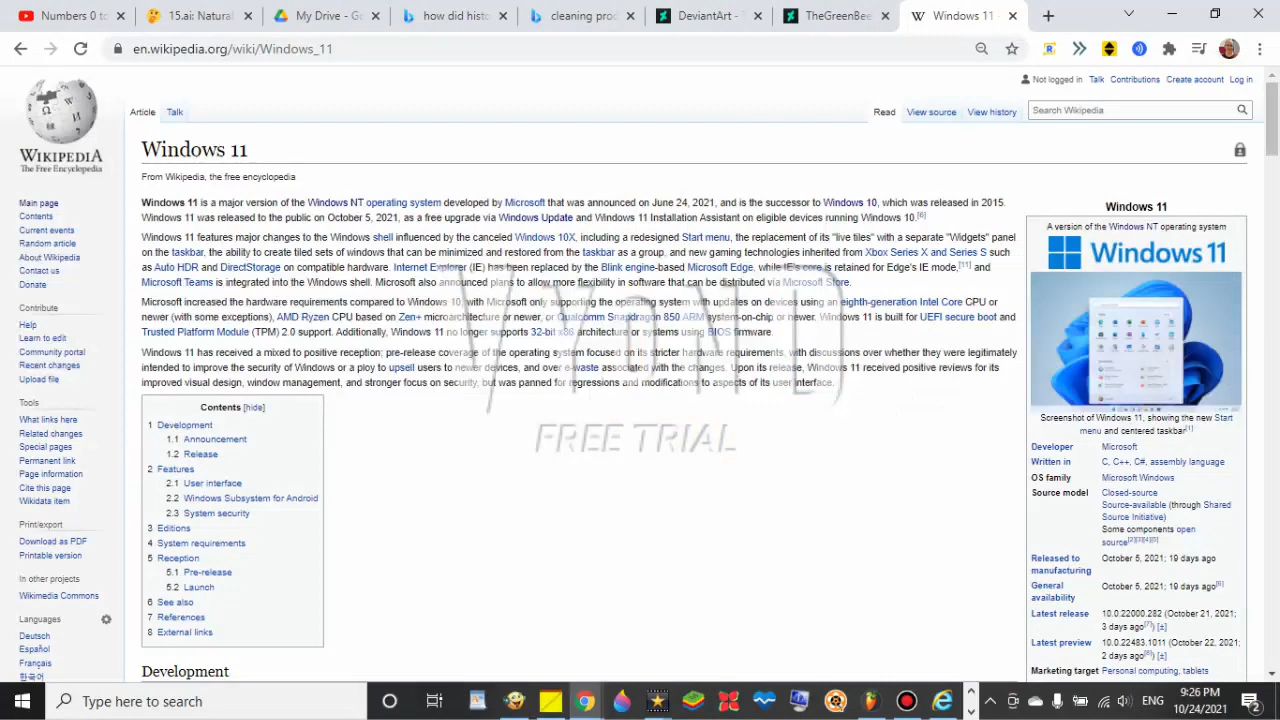 Numbers 0 to
15.ai: Natural
My Drive - Go
how did histo
cleaning prod
DeviantArt -
TheGreenBee
Windows 11 -
en.wikipedia.org/wiki/Windows_11
Not logged in Talk Contributions Create account Log in
Article Talk Read View source View history Search Wikipedia
WIKIPEDIA
The Free Encyclopedia
Main page
Contents
Current events
Random article
About Wikipedia
Contact us
Donate
Contribute
Help
Learn to edit
Community portal
Recent changes
Upload file
Tools
What links here
Related changes
Special pages
Permanent link
Page information
Cite this page
Wikidata item
Print/export
Download as PDF
Printable version
In other projects
Wikimedia Commons
Languages
Deutsch
Español
Français
한국어
Windows 11
From Wikipedia, the free encyclopedia
Windows 11 is a major version of the Windows NT operating system developed by Microsoft that was announced on June 24, 2021, and is the successor to Windows 10, which was released in 2015.
Windows 11 was released to the public on October 5, 2021, as a free upgrade via Windows Update and Windows 11 Installation Assistant on eligible devices running Windows 10.[6]
Windows 11 features major changes to the Windows shell influenced by the canceled Windows 10X, including a redesigned Start menu, the replacement of its "live tiles" with a separate "Widgets" panel
on the taskbar, the ability to create tiled sets of windows that can be minimized and restored from the taskbar as a group, and new gaming technologies inherited from Xbox Series X and Series S such
as Auto HDR and DirectStorage on compatible hardware. Internet Explorer (IE) has been replaced by the Blink engine-based Microsoft Edge, while IE's core is retained for Edge's IE mode,[11] and
Microsoft Teams is integrated into the Windows shell. Microsoft also announced plans to allow more flexibility in software that can be distributed via Microsoft Store.
Microsoft increased the hardware requirements compared to Windows 10, with Microsoft only supporting the operating system with updates on devices using an eighth-generation Intel Core CPU or
newer (with some exceptions), AMD Ryzen CPU based on Zen+ microarchitecture or newer, or Qualcomm Snapdragon 850 ARM system-on-chip or newer. Windows 11 is built for UEFI secure boot and
Trusted Platform Module (TPM) 2.0 support. Additionally, Windows 11 no longer supports 32-bit x86 architecture or systems using BIOS firmware.
Windows 11 has received a mixed to positive reception; pre-release coverage of the operating system focused on its stricter hardware requirements, with discussions over whether they were legitimately
intended to improve the security of Windows or a ploy to upsell users to newer devices, and over e-waste associated with the changes. Upon its release, Windows 11 received positive reviews for its
improved visual design, window management, and stronger focus on security, but was panned for regressions and modifications to aspects of its user interface.
Contents [hide]
1 Development
1.1 Announcement
1.2 Release
2 Features
2.1 User interface
2.2 Windows Subsystem for Android
2.3 System security
3 Editions
4 System requirements
5 Reception
5.1 Pre-release
5.2 Launch
6 See also
7 References
8 External links
Development
FREE TRIAL
Windows 11
A version of the Windows NT operating system
Windows 11
Screenshot of Windows 11, showing the new Start
menu and centered taskbar[1]
Developer Microsoft
Written in C, C++, C#, assembly language
OS family Microsoft Windows
Source model Closed-source
Source-available (through Shared
Source Initiative)
Some components open
source[2][3][4][5]
Released to
manufacturing October 5, 2021; 19 days ago
General
availability October 5, 2021; 19 days ago[6]
Latest release 10.0.22000.282 (October 21, 2021;
3 days ago)[7] [±]
Latest preview 10.0.22483.1011 (October 22, 2021;
2 days ago)[8] [±]
Marketing target Personal computing, tablets
Type here to search
ENG
9:26 PM
10/24/2021
2